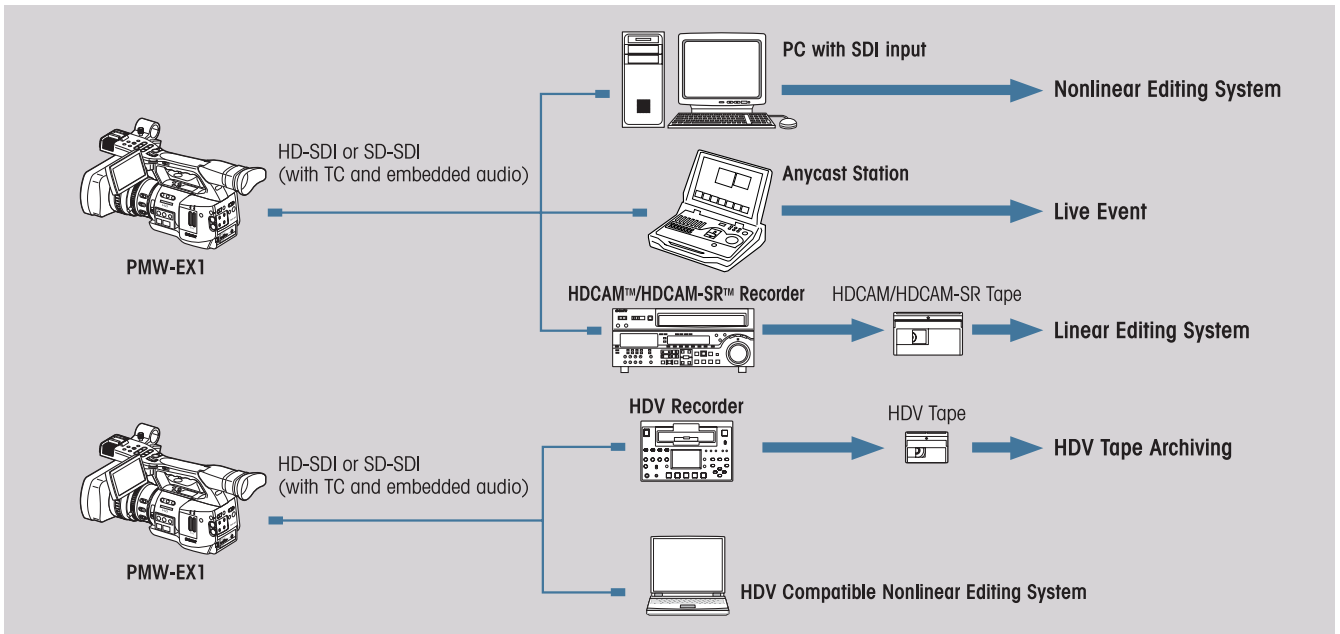 PC with SDI input
Nonlinear Editing System
HD-SDI or SD-SDI
(with TC and embedded audio)
PMW-EX1
Anycast Station
Live Event
HDCAM™/HDCAM-SR™ Recorder
HDCAM/HDCAM-SR Tape
Linear Editing System
HDV Recorder
HDV Tape
HDV Tape Archiving
HD-SDI or SD-SDI
(with TC and embedded audio)
PMW-EX1
HDV Compatible Nonlinear Editing System